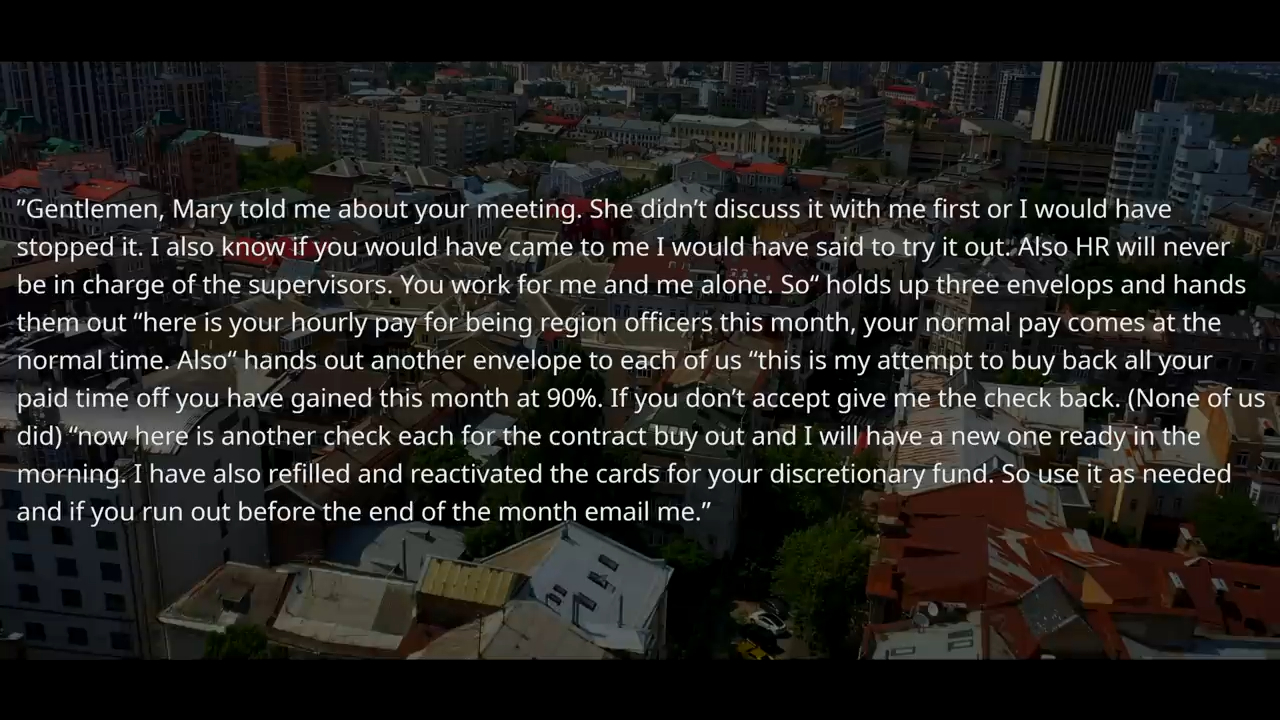 ”Gentlemen, Mary told me about your meeting. She didn’t discuss it with me first or I would have
stopped it. I also know if you would have came to me I would have said to try it out. Also HR will never
be in charge of the supervisors. You work for me and me alone. So“ holds up three envelops and hands
them out “here is your hourly pay for being region officers this month, your normal pay comes at the
normal time. Also“ hands out another envelope to each of us “this is my attempt to buy back all your
paid time off you have gained this month at 90%. If you don’t accept give me the check back. (None of us
did) “now here is another check each for the contract buy out and I will have a new one ready in the
morning. I have also refilled and reactivated the cards for your discretionary fund. So use it as needed
and if you run out before the end of the month email me.”